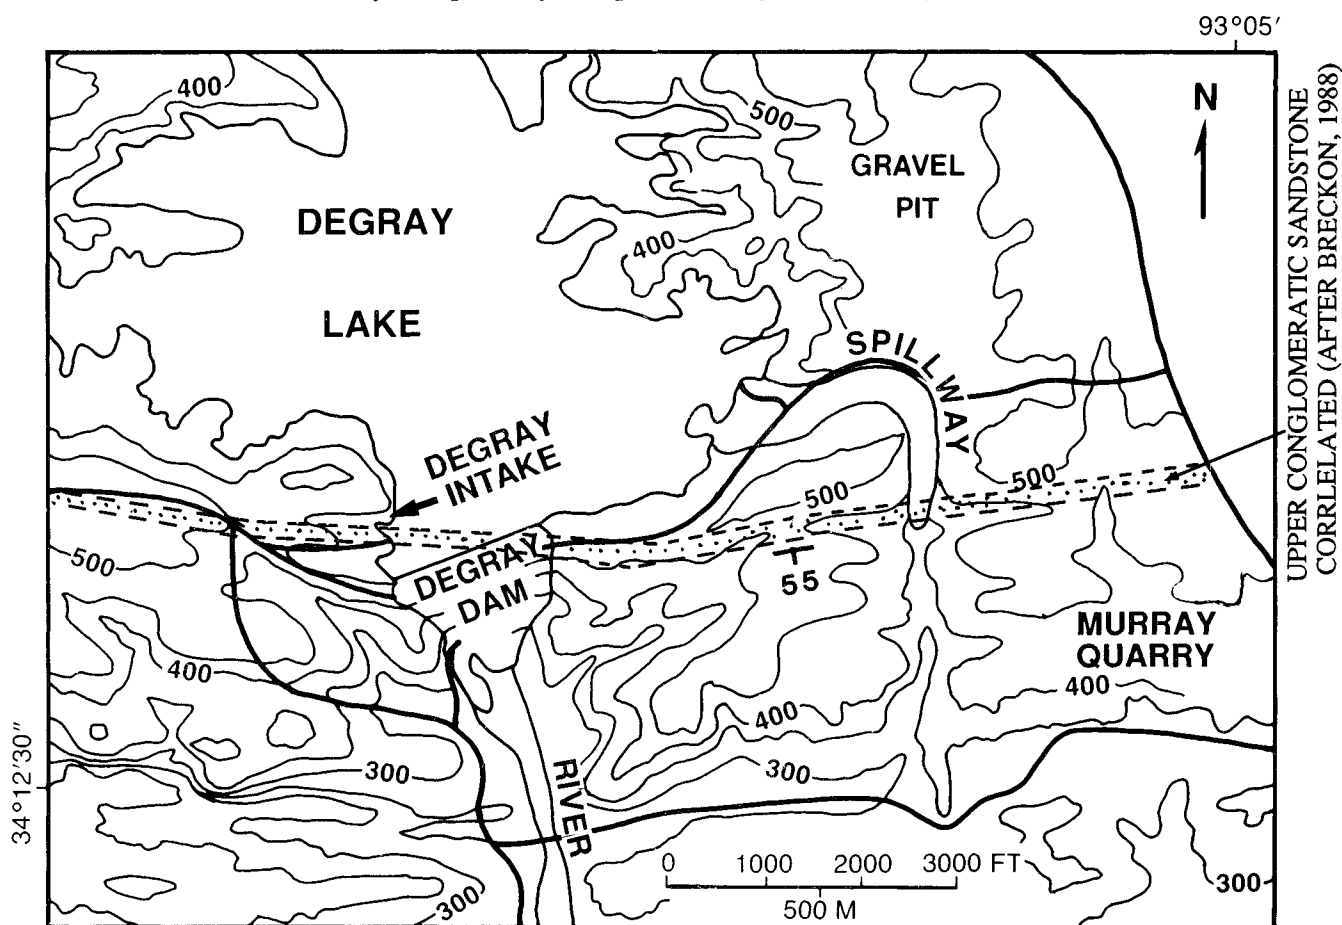 93°05′
400
500
N
GRAVEL
PIT
DEGRAY
400
LAKE
SPILLWAY
DEGRAY
INTAKE
500
500
UPPER CONGLOMERATIC SANDSTONE
CORRLELATED (AFTER BRECKON, 1988)
500
DEGRAY
DAM
55
MURRAY
QUARRY
400
400
400
34°12′30″
300
300
RIVER
0 1000 2000 3000 FT
500 M
300
300